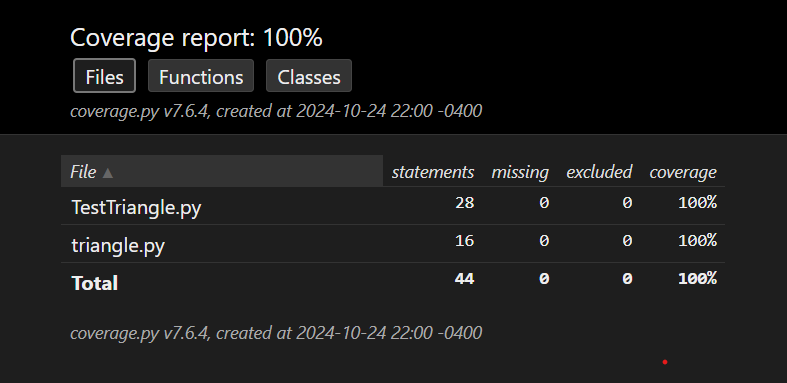 Coverage report: 100%
Files Functions Classes
coverage.py v7.6.4, created at 2024-10-24 22:00 -0400
File ▲ statements missing excluded coverage
TestTriangle.py 28 0 0 100%
triangle.py 16 0 0 100%
Total 44 0 0 100%
coverage.py v7.6.4, created at 2024-10-24 22:00 -0400